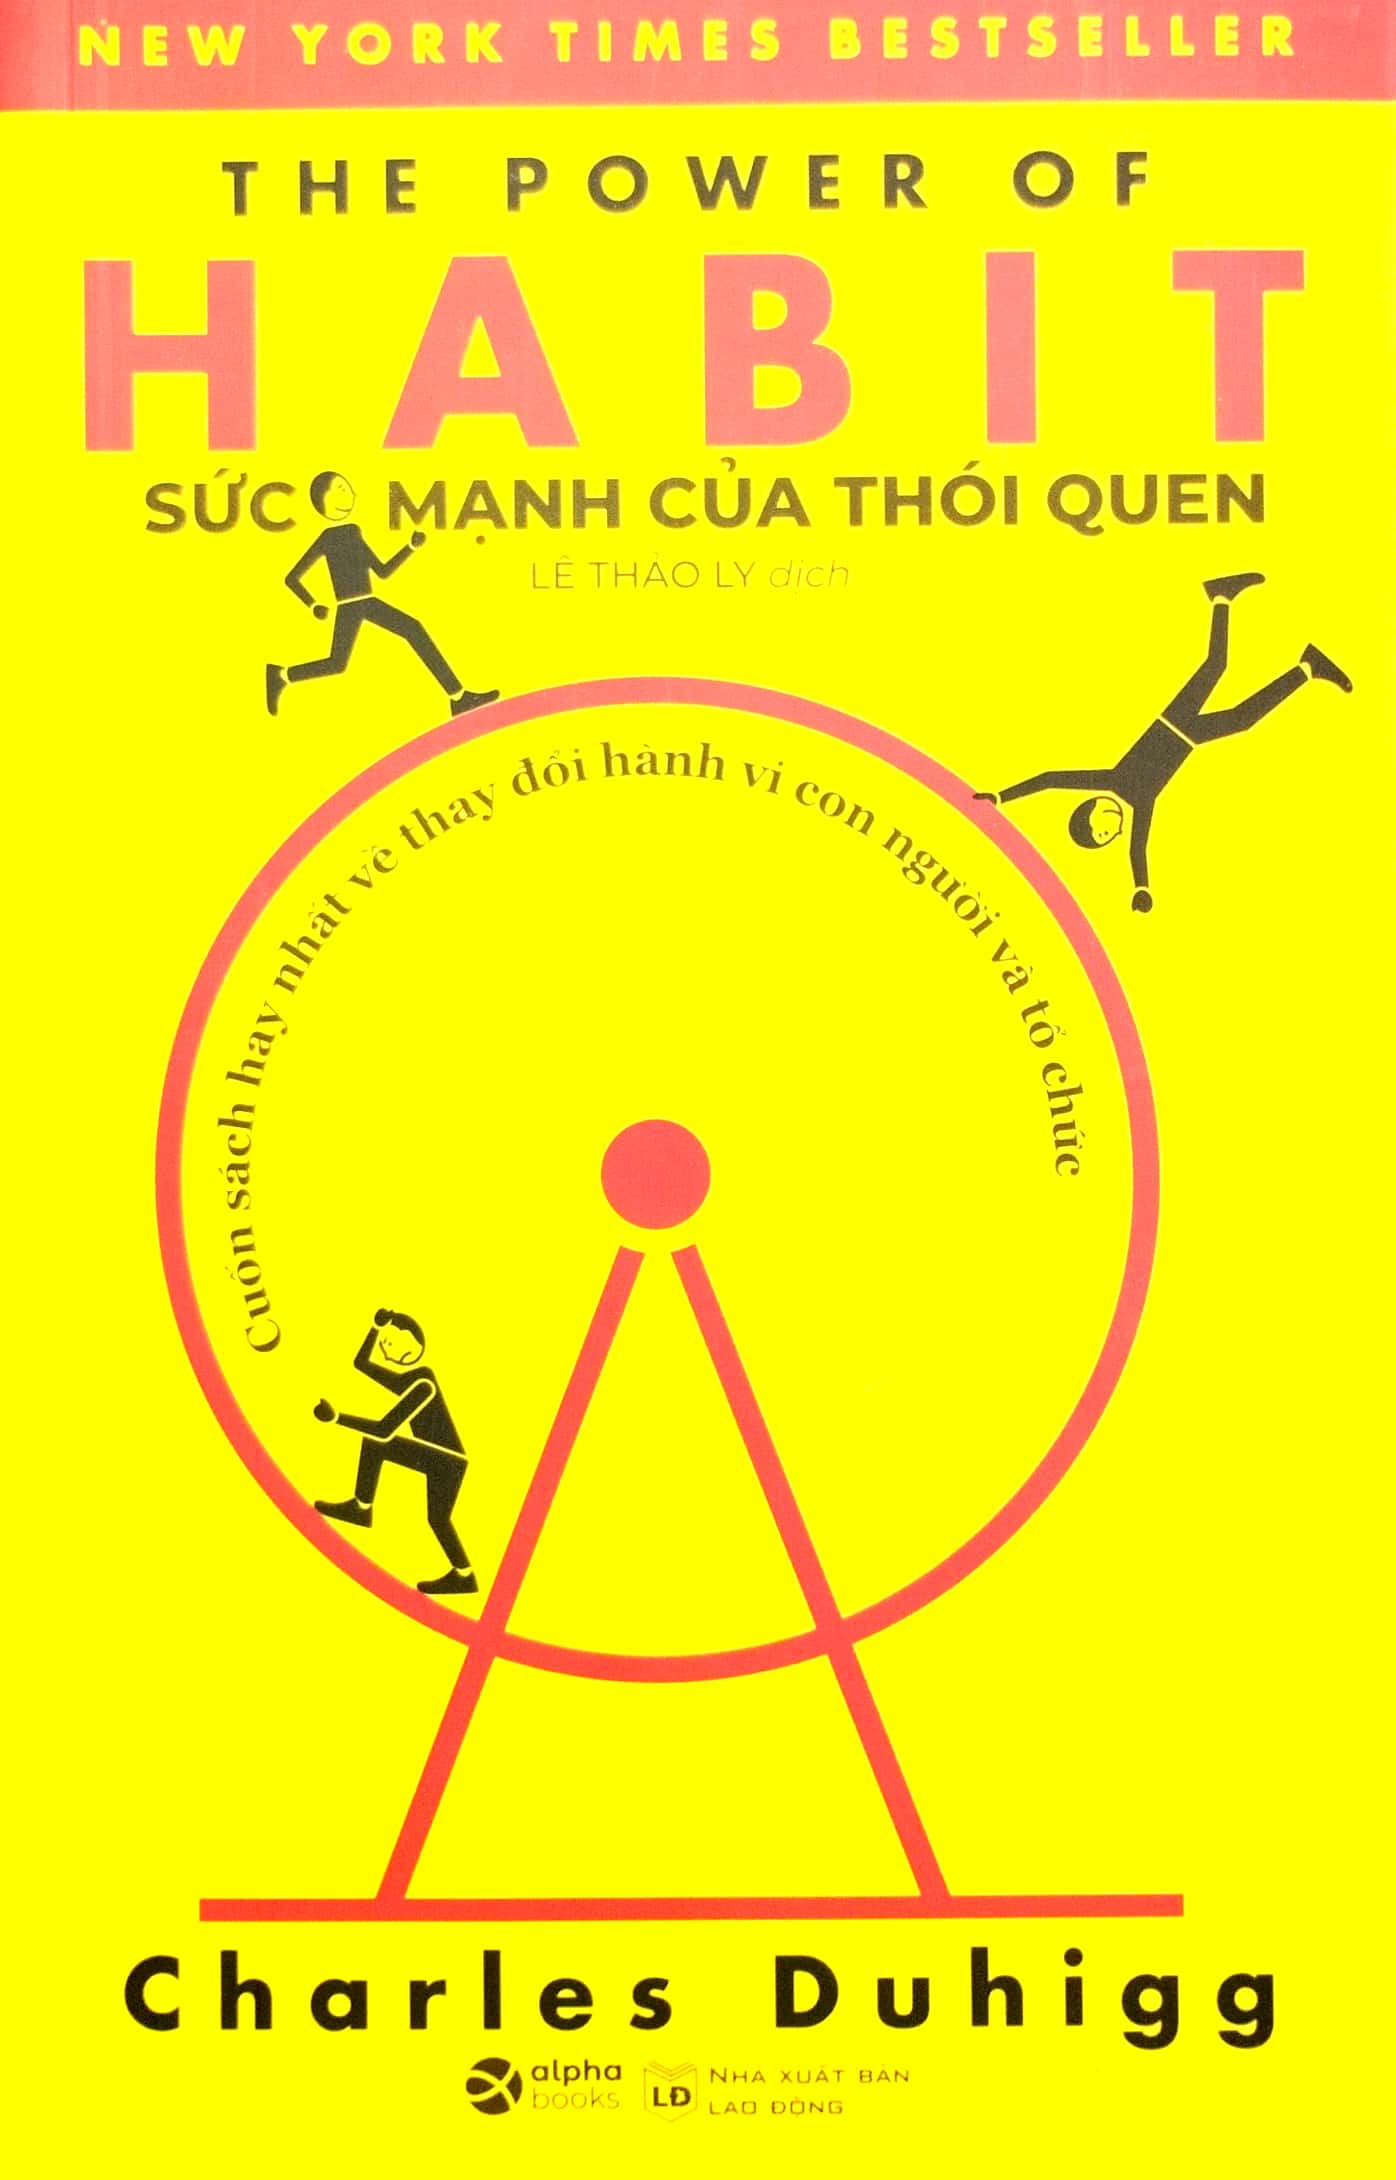 NEW YORK TIMES BESTSELLER
THE POWER OF
HABIT
SỨC MẠNH CỦA THÓI QUEN
LÊ THẢO LY dịch
Cuốn sách hay nhất về thay đổi hành vi con người và tổ chức
Charles Duhigg
alpha
books
LĐ
NHÀ XUẤT BẢN
LAO ĐỘNG